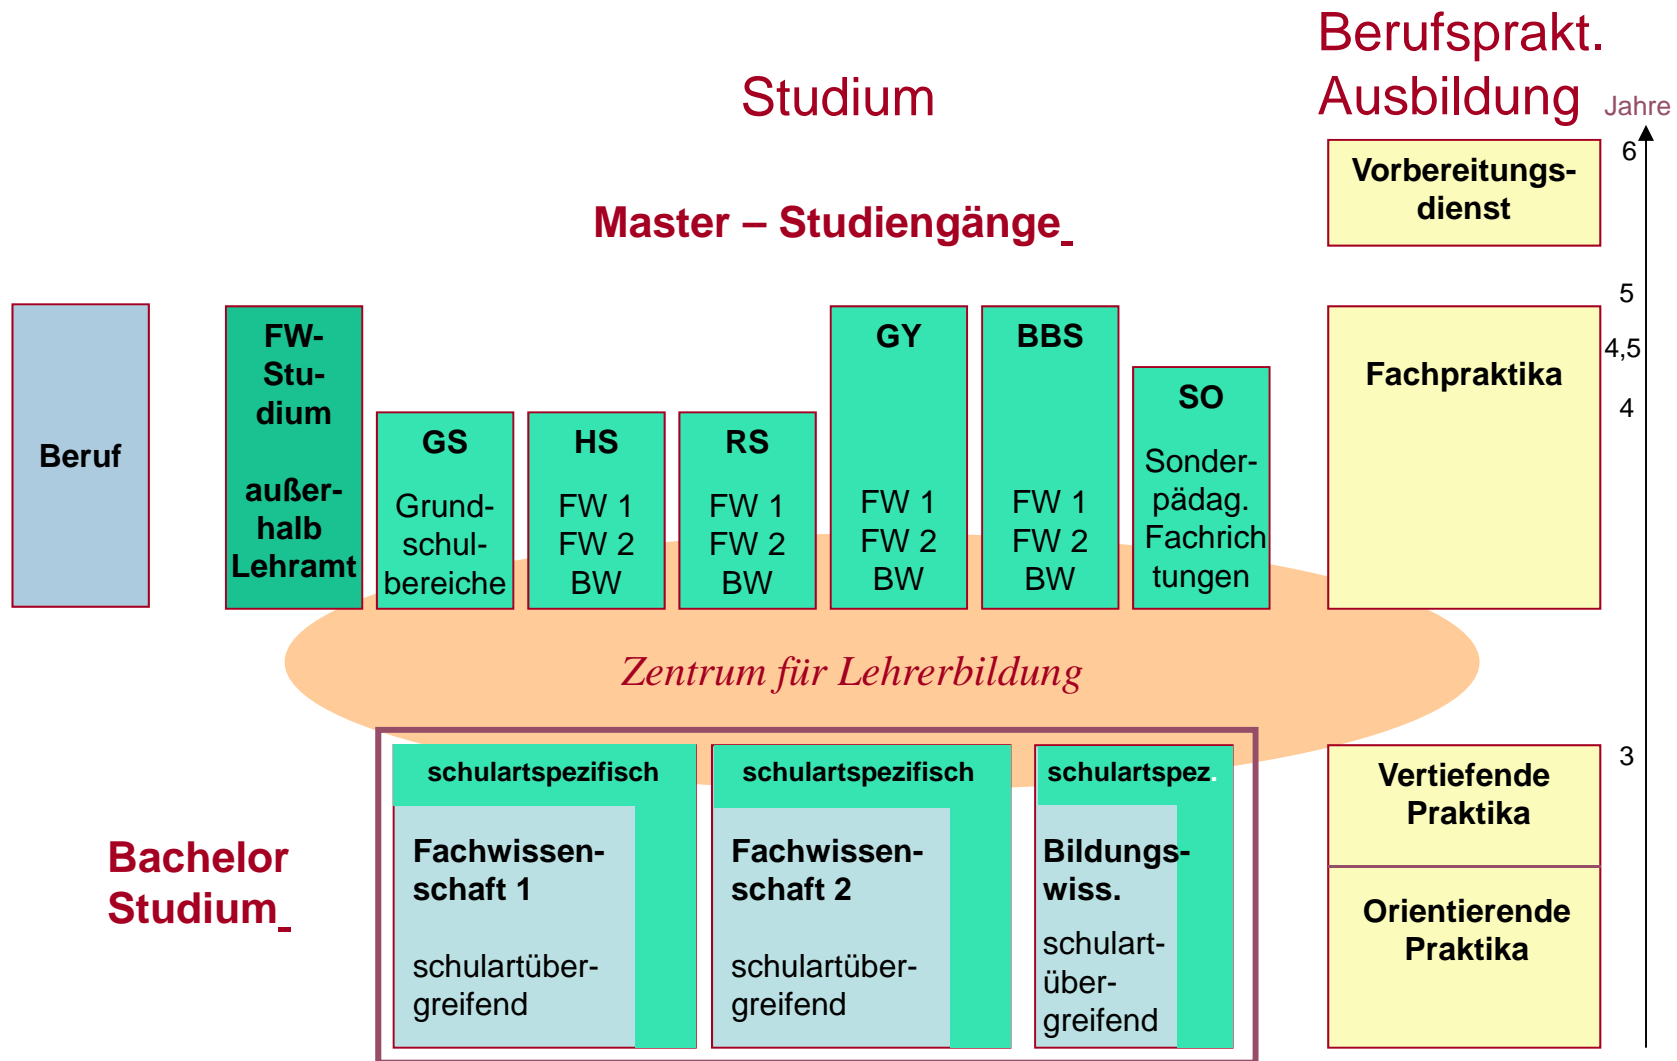 Berufsprakt.
Ausbildung
Studium
Jahre
6
Vorbereitungs-
dienst
Master – Studiengänge
5
4,5
4
Beruf
FW-
Stu-
dium
außer-
halb
Lehramt
GS
Grund-
schul-
bereiche
HS
FW 1
FW 2
BW
RS
FW 1
FW 2
BW
GY
FW 1
FW 2
BW
BBS
FW 1
FW 2
BW
SO
Sonder-
pädag.
Fachrich
tungen
Fachpraktika
Zentrum für Lehrerbildung
3
Bachelor
Studium
schulartspezifisch
Fachwissen-
schaft 1
schulartüber-
greifend
schulartspezifisch
Fachwissen-
schaft 2
schulartüber-
greifend
schulartspez.
Bildungs-
wiss.
schulart-
über-
greifend
Vertiefende
Praktika
Orientierende
Praktika